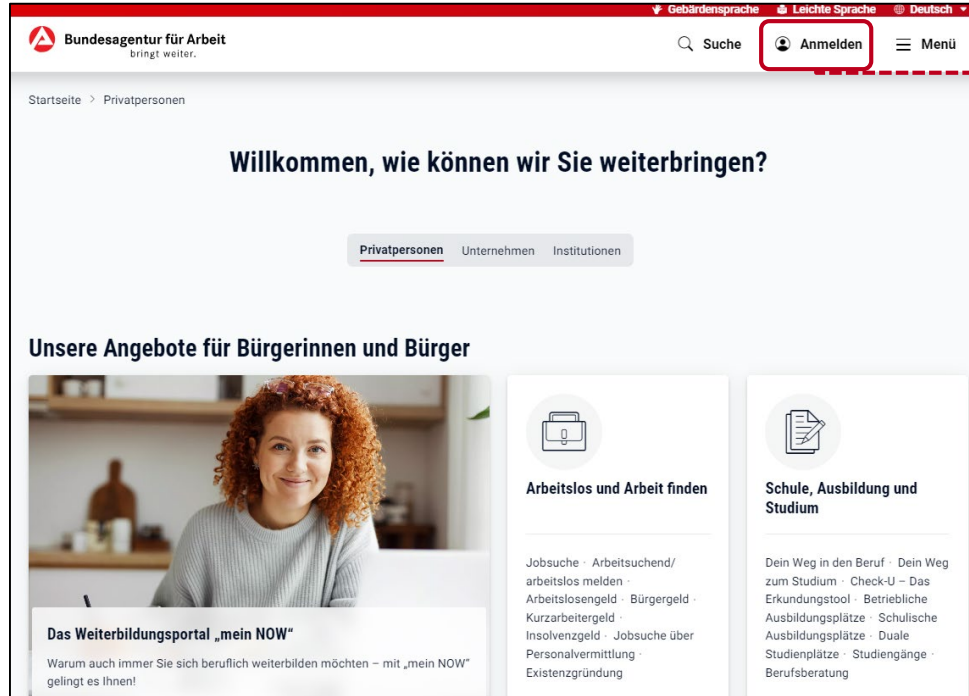 Gebärdensprache Leichte Sprache Deutsch
Bundesagentur für Arbeit
bringt weiter.
Suche Anmelden Menü
Startseite > Privatpersonen
Willkommen, wie können wir Sie weiterbringen?
Privatpersonen Unternehmen Institutionen
Unsere Angebote für Bürgerinnen und Bürger
Das Weiterbildungsportal „mein NOW“
Warum auch immer Sie sich beruflich weiterbilden möchten – mit „mein NOW“
gelingt es Ihnen!
Arbeitslos und Arbeit finden
Jobsuche · Arbeitsuchend/
arbeitslos melden ·
Arbeitslosengeld · Bürgergeld ·
Kurzarbeitergeld ·
Insolvenzgeld · Jobsuche über
Personalvermittlung ·
Existenzgründung
Schule, Ausbildung und
Studium
Dein Weg in den Beruf · Dein Weg
zum Studium · Check-U – Das
Erkundungstool · Betriebliche
Ausbildungsplätze · Schulische
Ausbildungsplätze · Duale
Studienplätze · Studiengänge ·
Berufsberatung